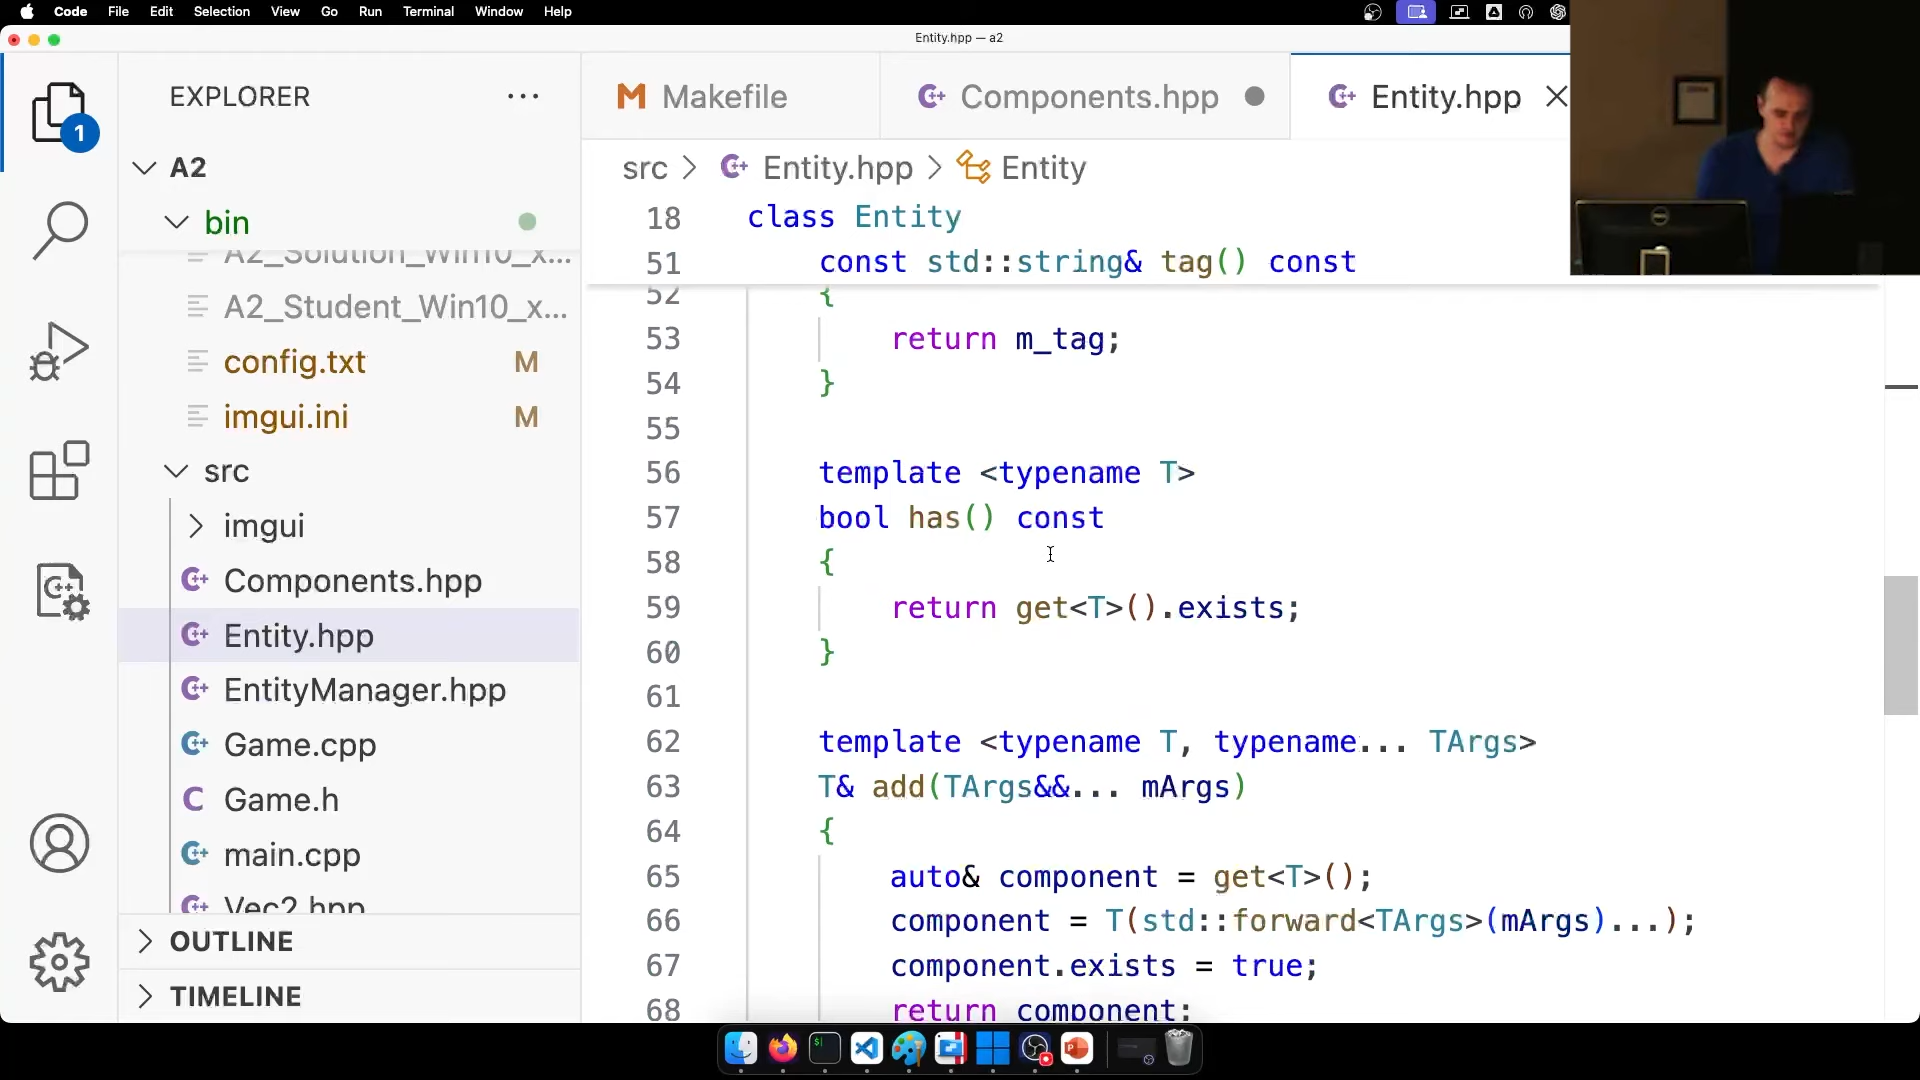 Code File Edit Selection View Go Run Terminal Window Help
Entity.hpp — a2
EXPLORER
Makefile
Components.hpp
Entity.hpp
1
A2
src > Entity.hpp > Entity
bin
A2_Solution_Win10_x...
A2_Student_Win10_x...
config.txt M
imgui.ini M
src
imgui
Components.hpp
Entity.hpp
EntityManager.hpp
Game.cpp
Game.h
main.cpp
Vec2.hpp
OUTLINE
TIMELINE
18 class Entity
51 const std::string& tag() const
52 {
53 return m_tag;
54 }
55
56 template <typename T>
57 bool has() const
58 {
59 return get<T>().exists;
60 }
61
62 template <typename T, typename... TArgs>
63 T& add(TArgs&&... mArgs)
64 {
65 auto& component = get<T>();
66 component = T(std::forward<TArgs>(mArgs)...);
67 component.exists = true;
68 return component;